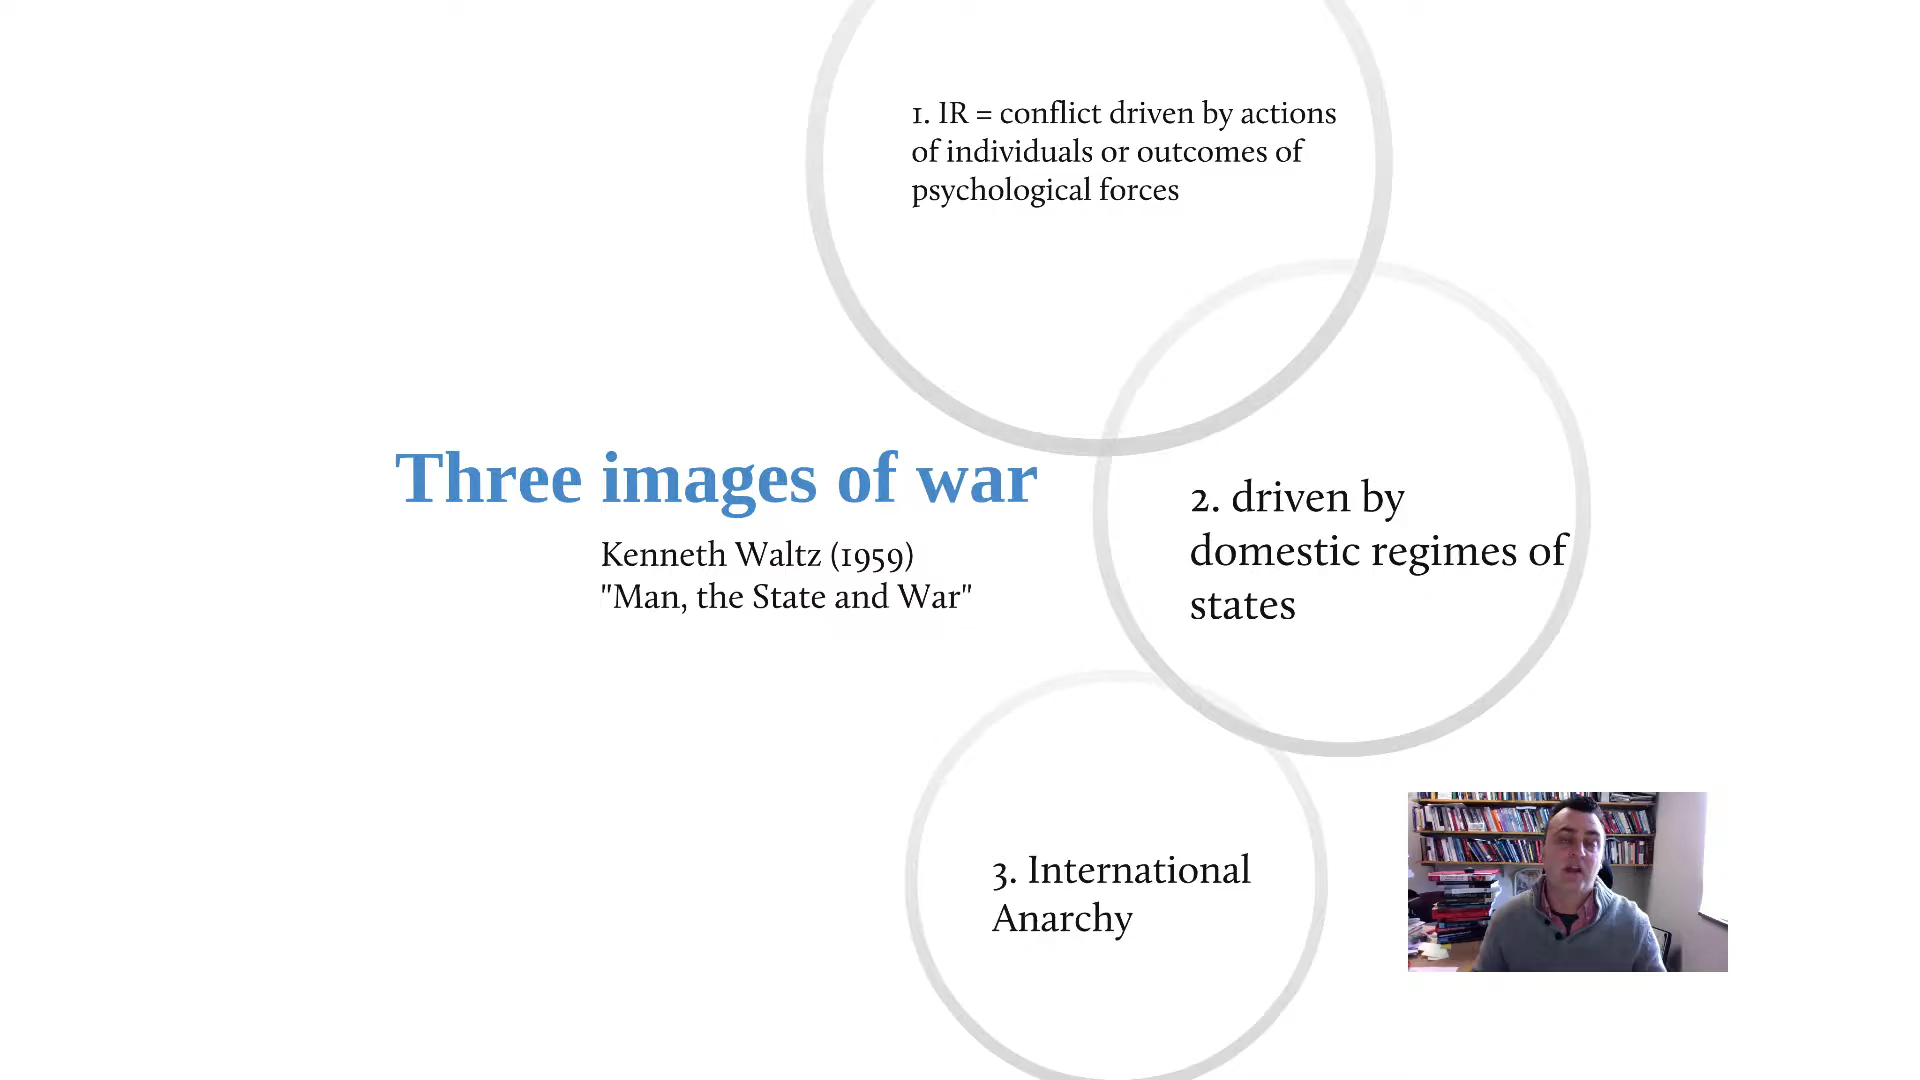 1. IR = conflict driven by actions
of individuals or outcomes of
psychological forces
Three images of war
Kenneth Waltz (1959)
"Man, the State and War"
2. driven by
domestic regimes of
states
3. International
Anarchy